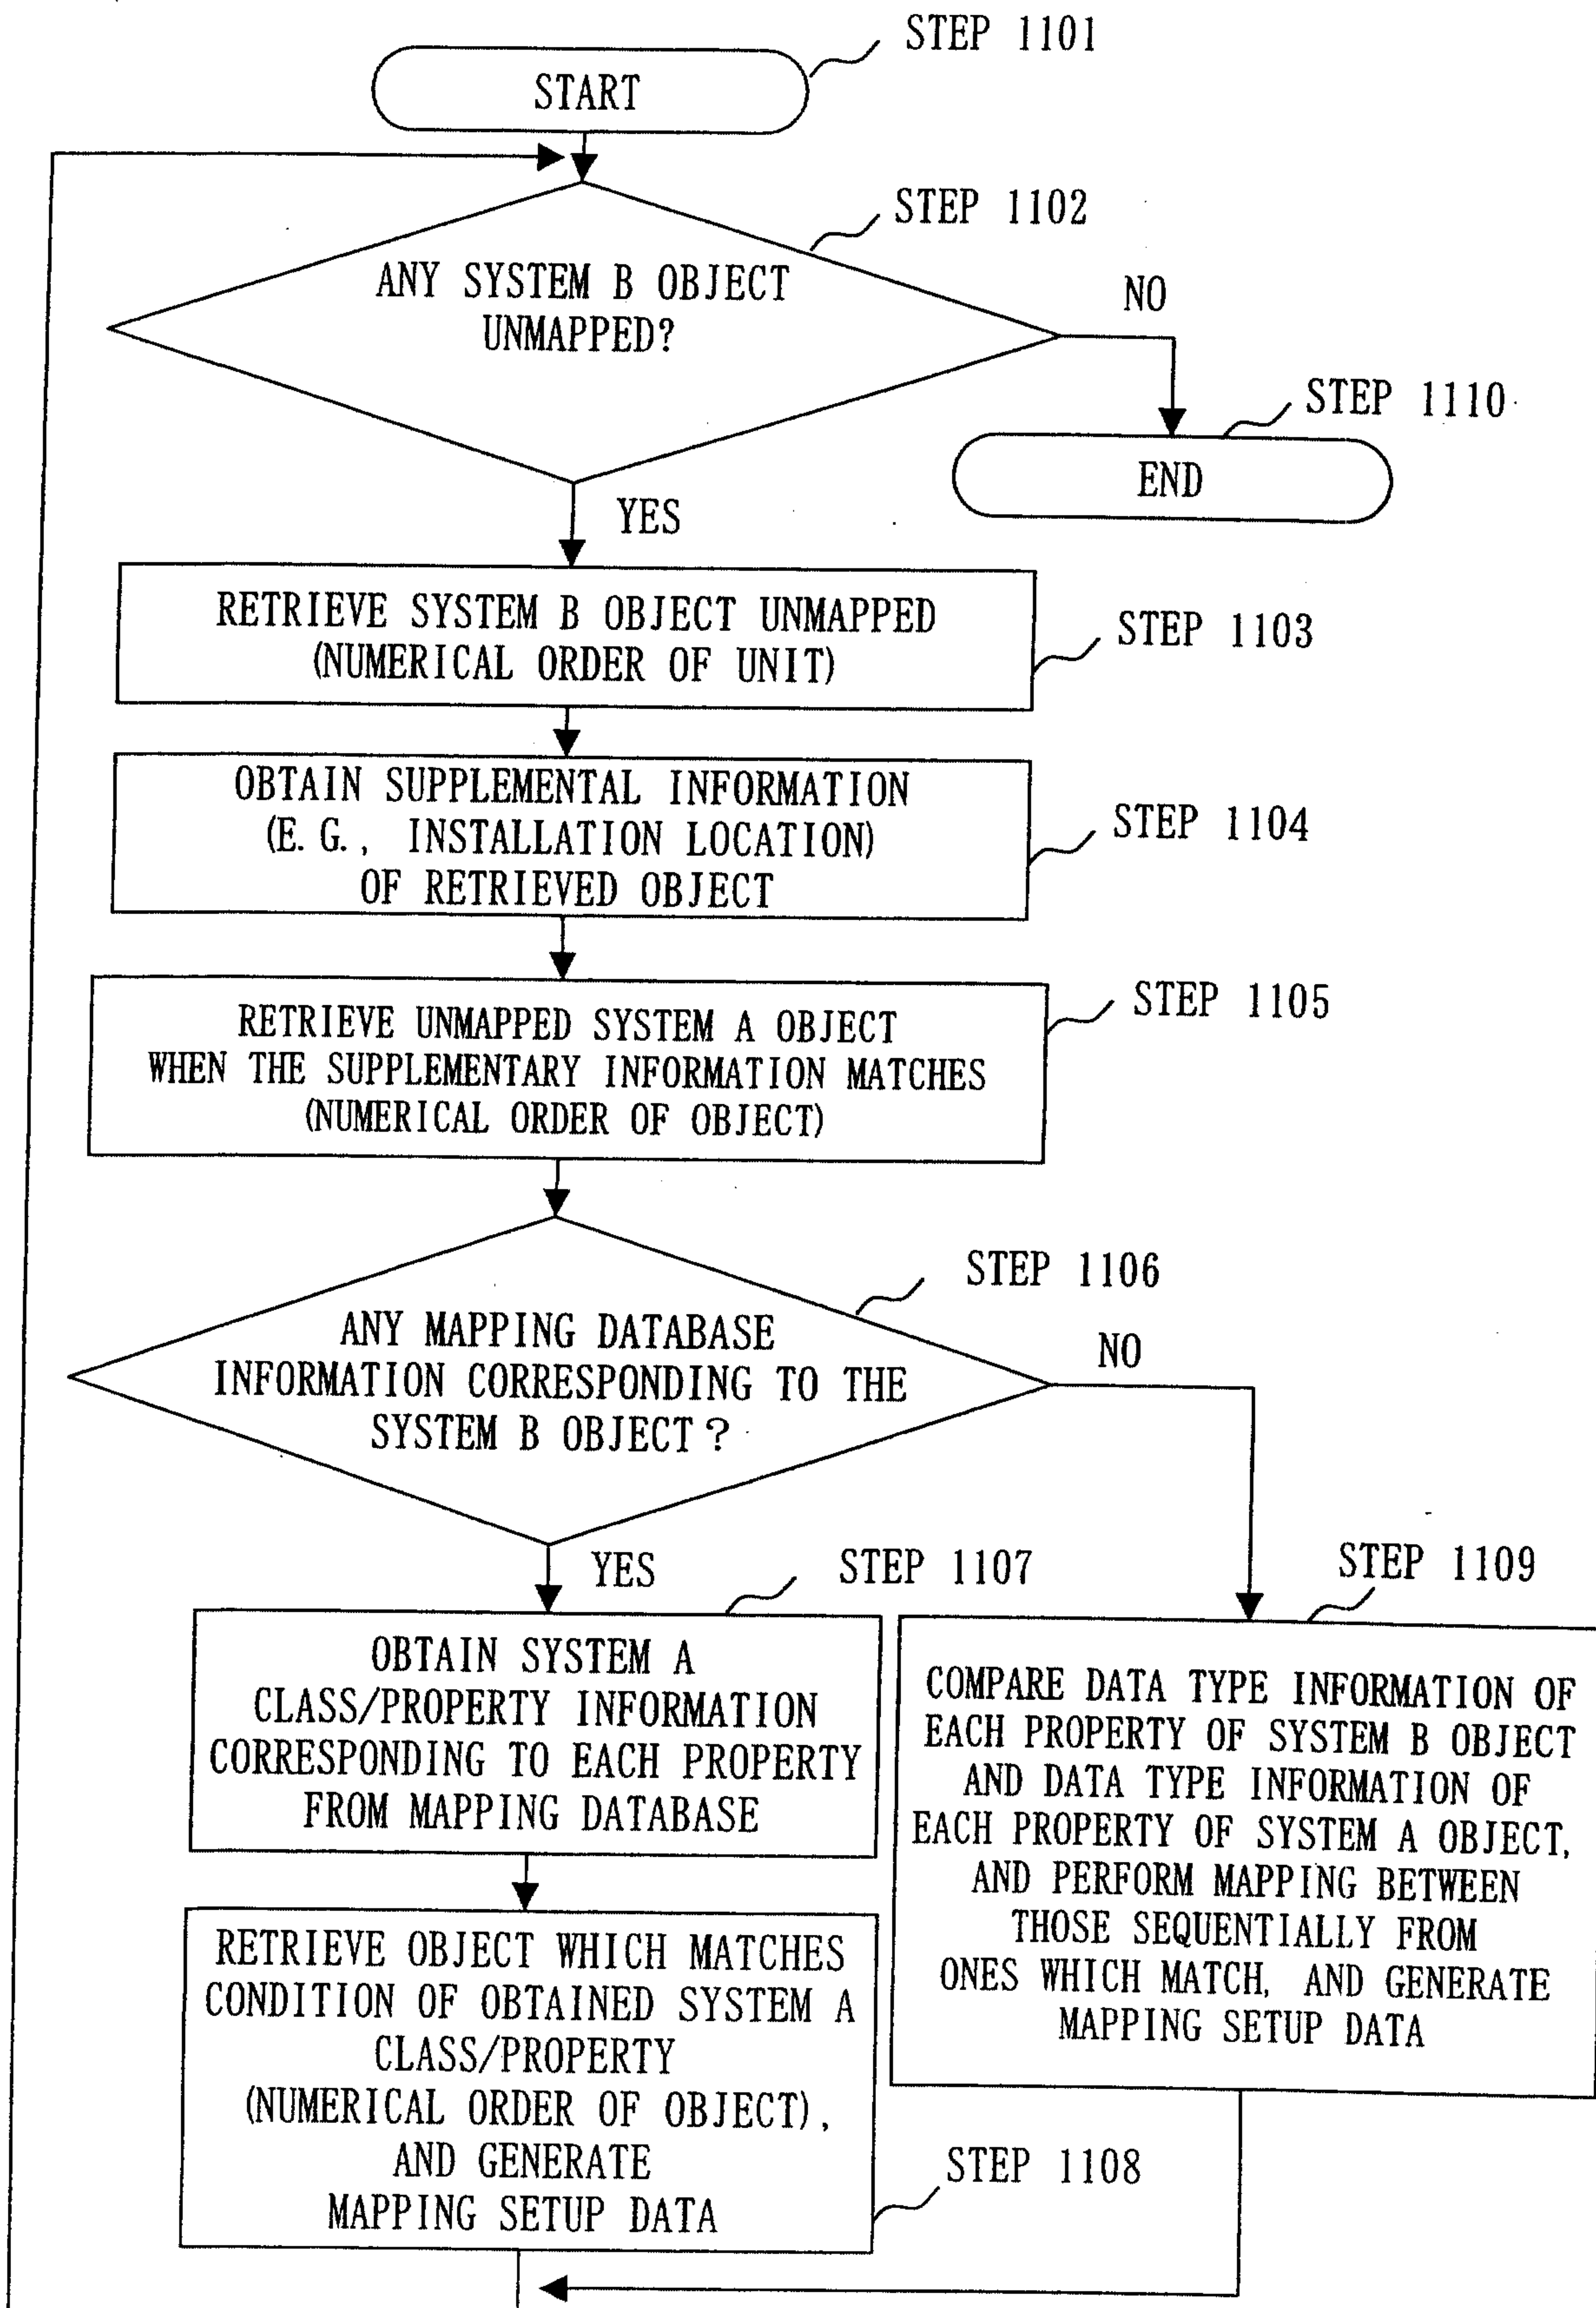 STEP 1101
START
STEP 1102
ANY SYSTEM B OBJECT
UNMAPPED?
NO
STEP 1110
END
YES
RETRIEVE SYSTEM B OBJECT UNMAPPED
(NUMERICAL ORDER OF UNIT)
STEP 1103
OBTAIN SUPPLEMENTAL INFORMATION
(E. G., INSTALLATION LOCATION)
OF RETRIEVED OBJECT
STEP 1104
RETRIEVE UNMAPPED SYSTEM A OBJECT
WHEN THE SUPPLEMENTARY INFORMATION MATCHES
(NUMERICAL ORDER OF OBJECT)
STEP 1105
STEP 1106
ANY MAPPING DATABASE
INFORMATION CORRESPONDING TO THE
SYSTEM B OBJECT?
NO
YES
STEP 1107
OBTAIN SYSTEM A
CLASS/PROPERTY INFORMATION
CORRESPONDING TO EACH PROPERTY
FROM MAPPING DATABASE
RETRIEVE OBJECT WHICH MATCHES
CONDITION OF OBTAINED SYSTEM A
CLASS/PROPERTY
(NUMERICAL ORDER OF OBJECT),
AND GENERATE
MAPPING SETUP DATA
STEP 1108
STEP 1109
COMPARE DATA TYPE INFORMATION OF
EACH PROPERTY OF SYSTEM B OBJECT
AND DATA TYPE INFORMATION OF
EACH PROPERTY OF SYSTEM A OBJECT,
AND PERFORM MAPPING BETWEEN
THOSE SEQUENTIALLY FROM
ONES WHICH MATCH, AND GENERATE
MAPPING SETUP DATA